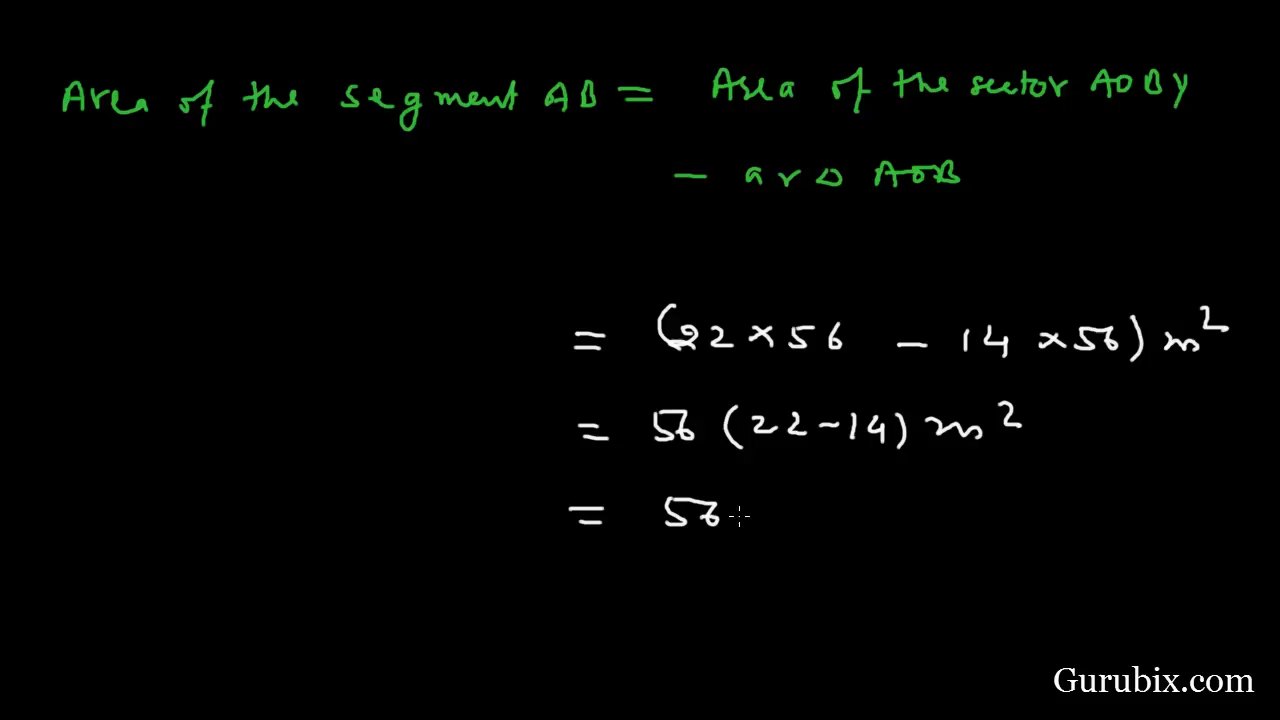 Area of the segment AB = Area of the sector AOBY
- ar △ AOB
= (22 × 56 - 14 × 56) m²
= 56 (22-14) m²
= 56
Gurubix.com